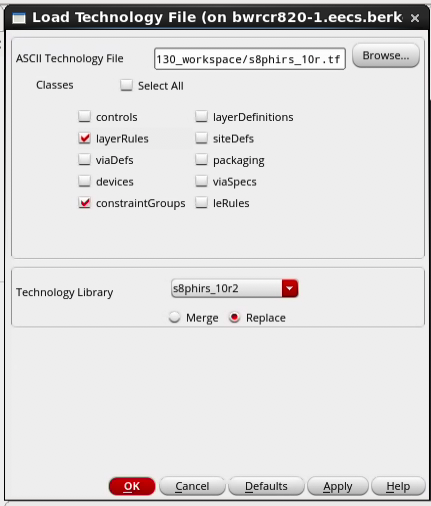 Load Technology File (on bwrcr820-1.eecs.berk
ASCII Technology File 130_workspace/s8phirs_10r.tf Browse...
Classes Select All
controls layerDefinitions
layerRules siteDefs
viaDefs packaging
devices viaSpecs
constraintGroups leRules
Technology Library s8phirs_10r2
Merge Replace
OK Cancel Defaults Apply Help